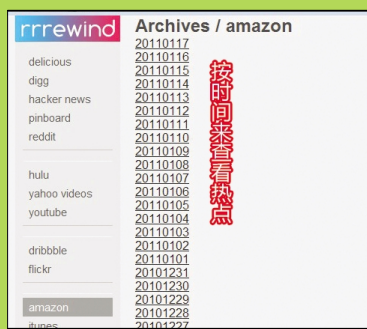 rrrewind
delicious
digg
hacker news
pinboard
reddit
hulu
yahoo videos
youtube
dribbble
flickr
amazon
itunes
Archives / amazon
20110117
20110116
20110115
20110114
20110113
20110112
20110111
20110110
20110109
20110108
20110107
20110106
20110105
20110104
20110103
20110102
20110101
20101231
20101230
20101229
20101228
20101227
按时间来查看热点